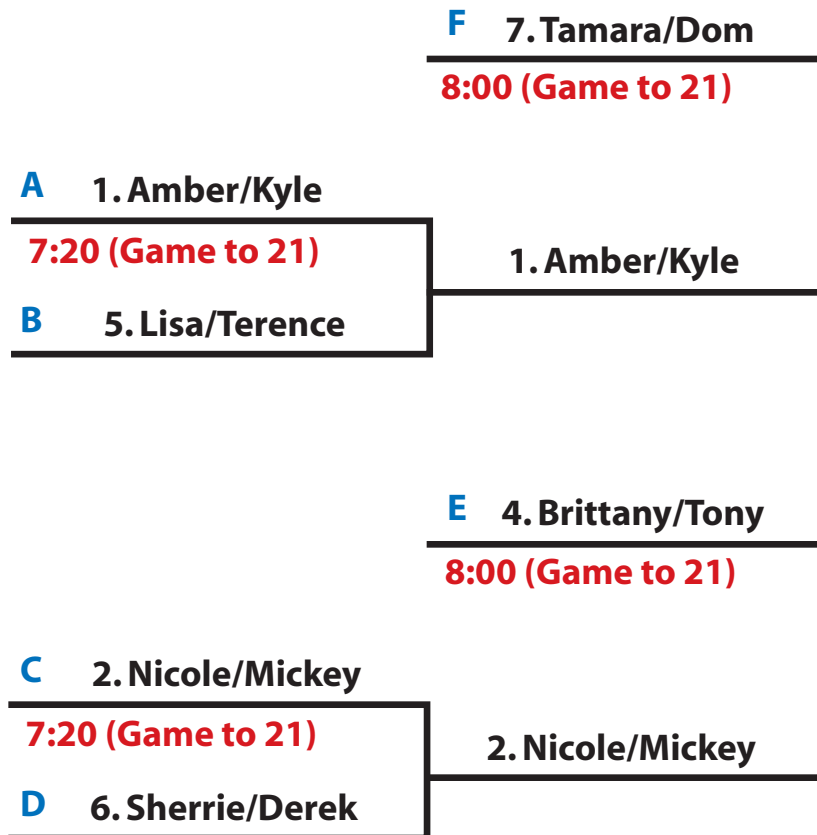 F 7. Tamara/Dom
8:00 (Game to 21)
A 1. Amber/Kyle
7:20 (Game to 21)
1. Amber/Kyle
B 5. Lisa/Terence
E 4. Brittany/Tony
8:00 (Game to 21)
C 2. Nicole/Mickey
7:20 (Game to 21)
2. Nicole/Mickey
D 6. Sherrie/Derek